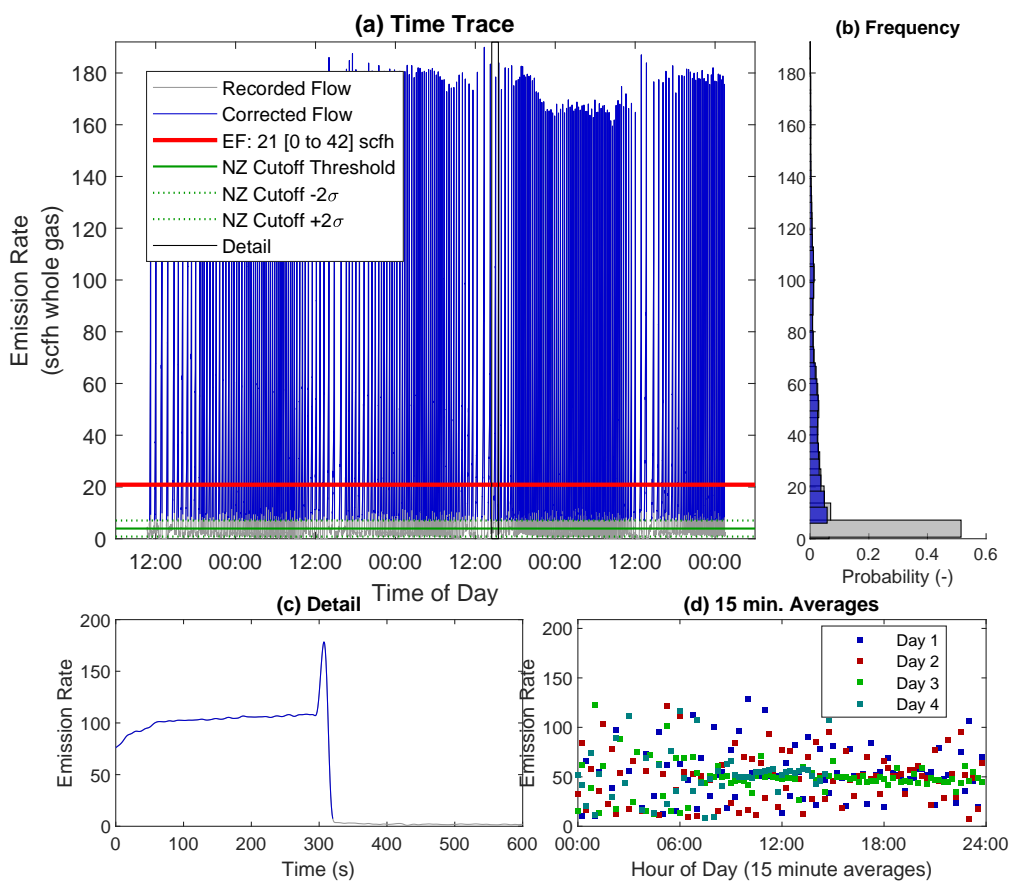 (a) Time Trace
(b) Frequency
Emission Rate
(scfh whole gas)
180
160
140
120
100
80
60
40
20
0
Recorded Flow
Corrected Flow
EF: 21 [0 to 42] scfh
NZ Cutoff Threshold
NZ Cutoff -2σ
NZ Cutoff +2σ
Detail
12:00 00:00 12:00 00:00 12:00 00:00 12:00 00:00
Time of Day
180
160
140
120
100
80
60
40
20
0
0 0.2 0.4 0.6
Probability (-)
(c) Detail
Emission Rate
200
150
100
50
0
0 100 200 300 400 500 600
Time (s)
(d) 15 min. Averages
Emission Rate
200
150
100
50
0
Day 1
Day 2
Day 3
Day 4
00:00 06:00 12:00 18:00 24:00
Hour of Day (15 minute averages)